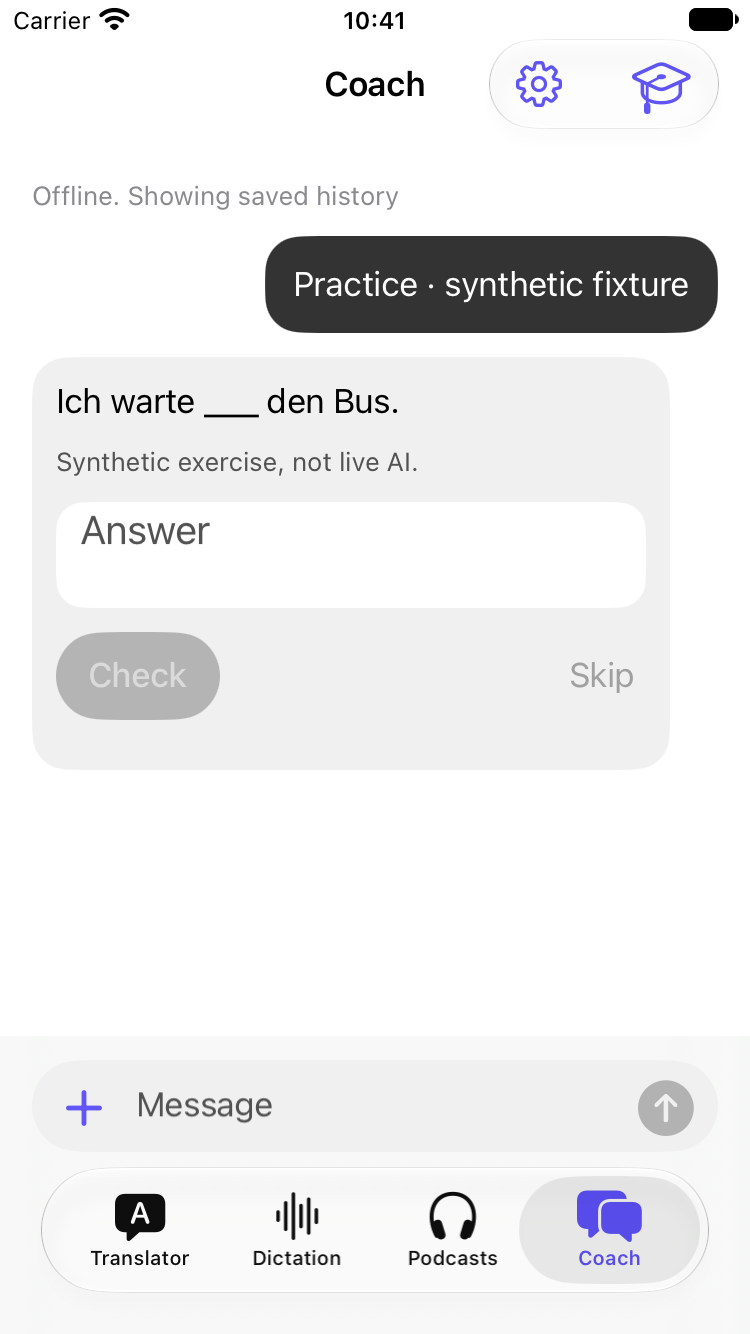 Carrier 10:41
Coach
Offline. Showing saved history
Practice · synthetic fixture
Ich warte ___ den Bus.
Synthetic exercise, not live AI.
Answer
Check Skip
Message
A
Translator Dictation Podcasts Coach